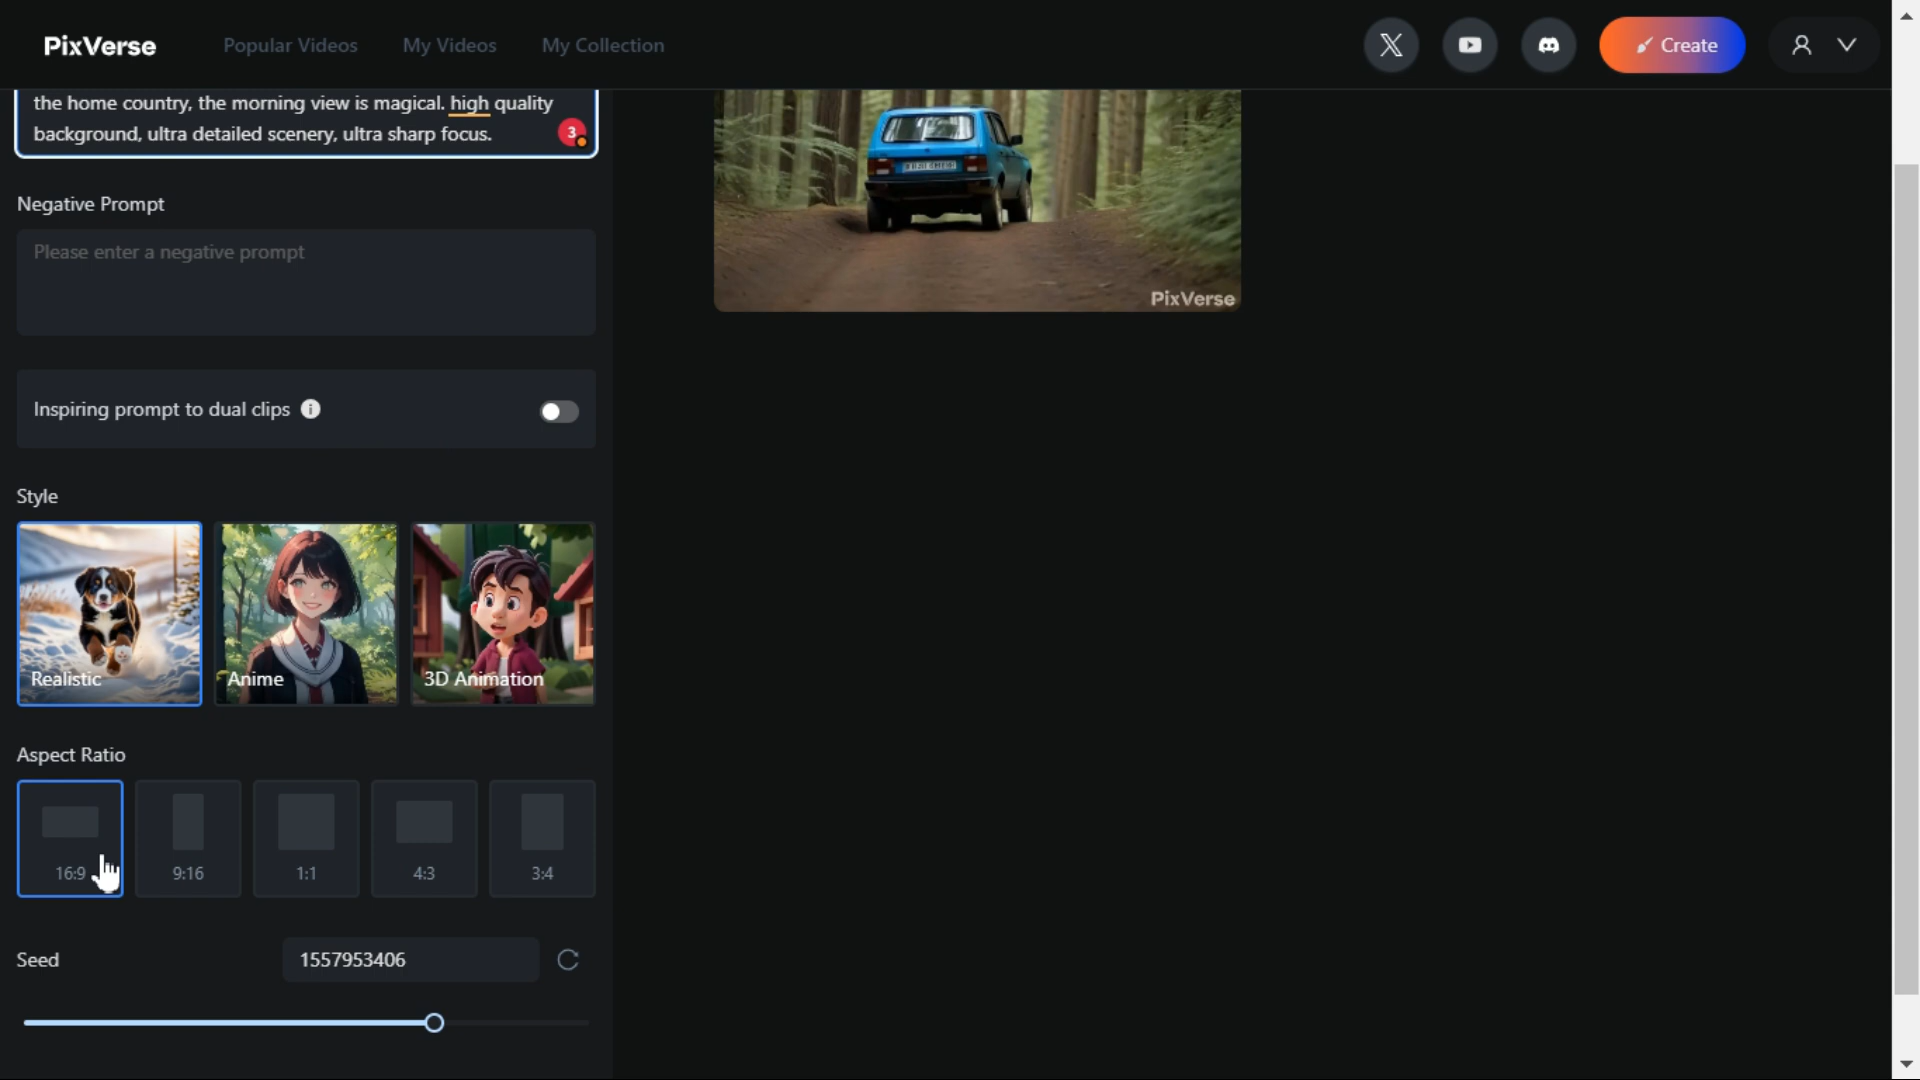 PixVerse
Popular Videos
My Videos
My Collection
Create
the home country, the morning view is magical. high quality
background, ultra detailed scenery, ultra sharp focus.
3
Negative Prompt
Please enter a negative prompt
Inspiring prompt to dual clips
Style
Realistic
Anime
3D Animation
Aspect Ratio
16:9
9:16
1:1
4:3
3:4
Seed
1557953406
PixVerse